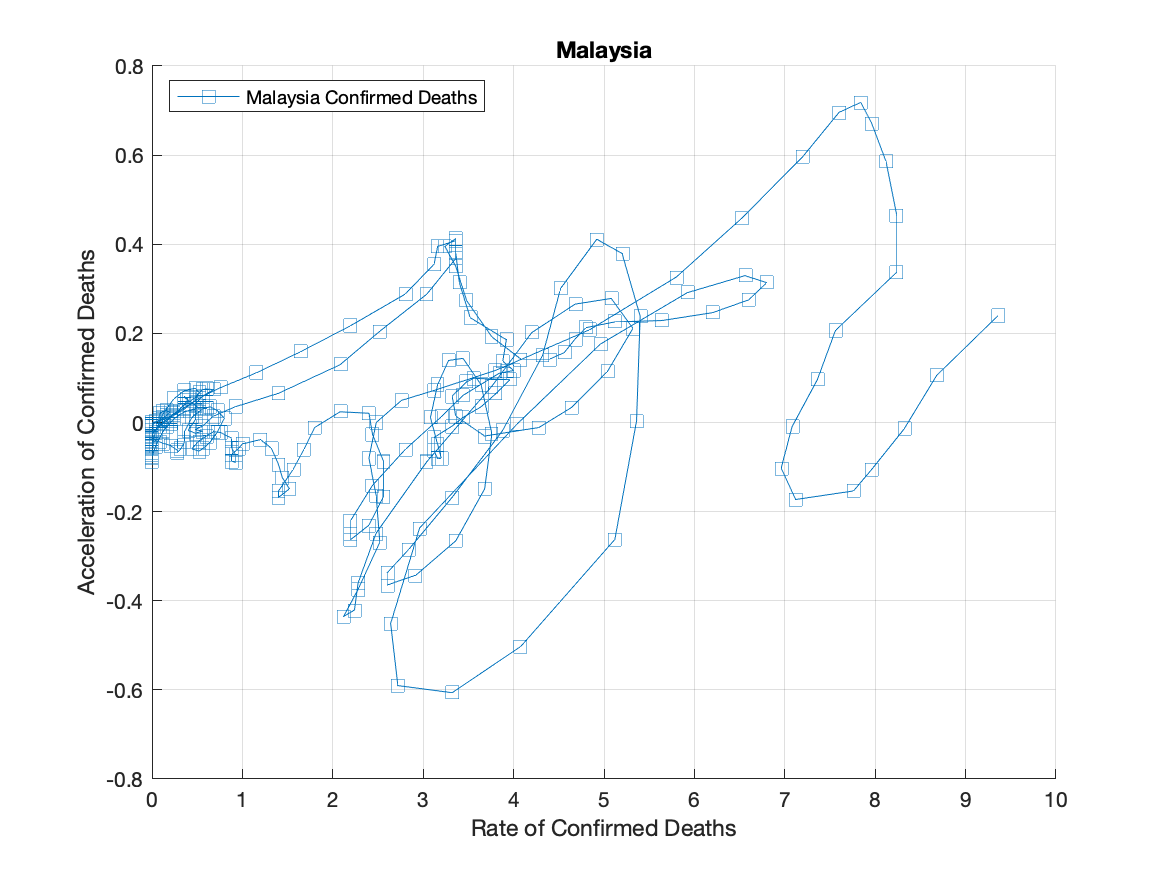 Malaysia
Malaysia Confirmed Deaths
0.8
0.6
0.4
0.2
0
-0.2
-0.4
-0.6
-0.8
Acceleration of Confirmed Deaths
0 1 2 3 4 5 6 7 8 9 10
Rate of Confirmed Deaths